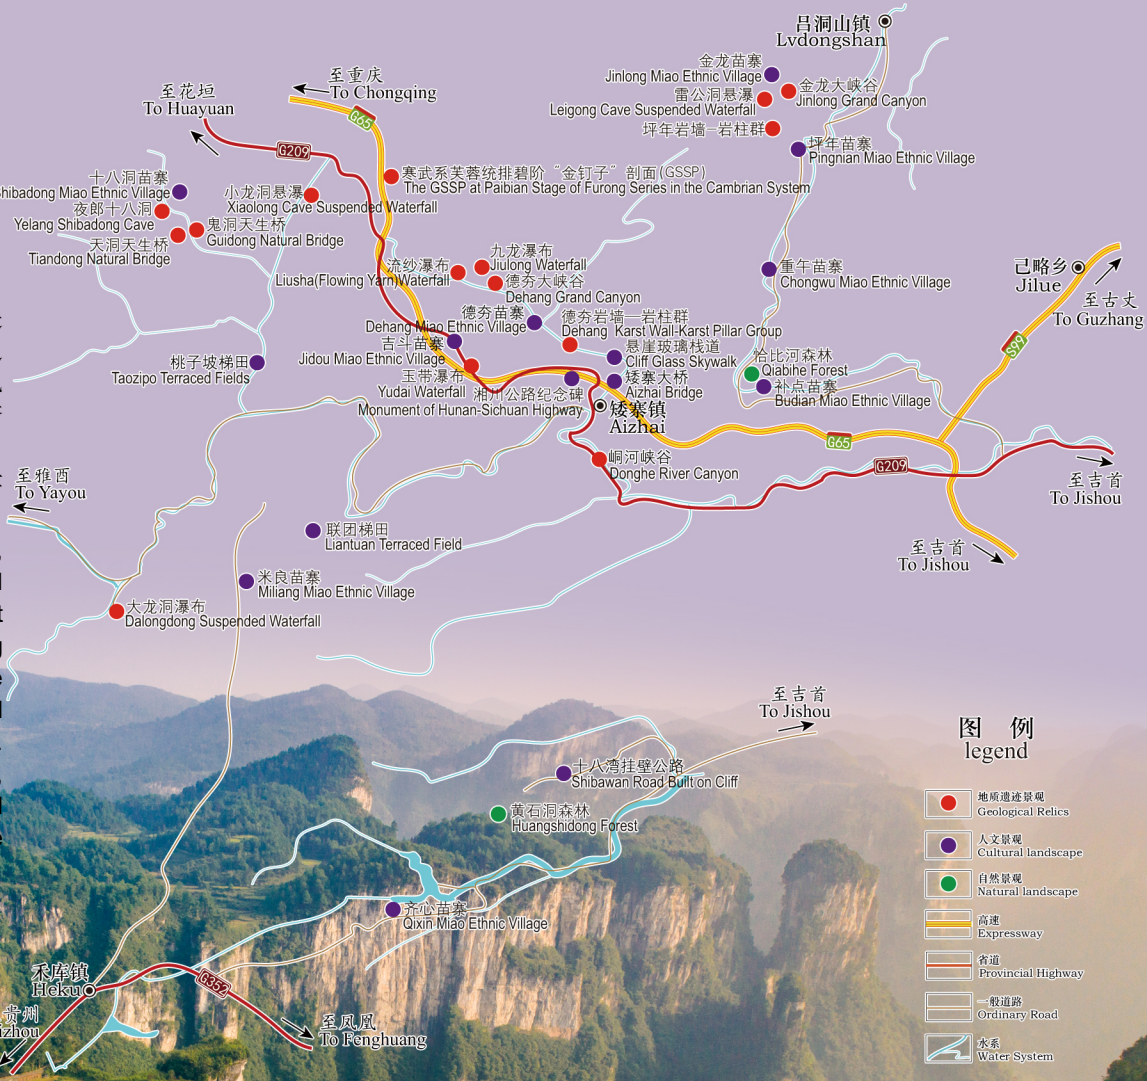 吕洞山镇
Lvdongshan
金龙苗寨
Jinlong Miao Ethnic Village
金龙大峡谷
Jinlong Grand Canyon
雷公洞悬瀑
Leigong Cave Suspended Waterfall
坪年岩墙—岩柱群
坪年苗寨
Pingnian Miao Ethnic Village
至重庆
To Chongqing
至花垣
To Huayuan
G65
G209
十八洞苗寨
Shibadong Miao Ethnic Village
夜郎十八洞
Yelang Shibadong Cave
鬼洞天生桥
Guidong Natural Bridge
天洞天生桥
Tiandong Natural Bridge
小龙洞悬瀑
Xiaolong Cave Suspended Waterfall
寒武系芙蓉统排碧阶“金钉子”剖面(GSSP)
The GSSP at Paibian Stage of Furong Series in the Cambrian System
九龙瀑布
Jiulong Waterfall
流纱瀑布
Liusha(Flowing Yarn)Waterfall
德夯大峡谷
Dehang Grand Canyon
德夯苗寨
Dehang Miao Ethnic Village
德夯岩墙—岩柱群
Dehang Karst Wall-Karst Pillar Group
吉斗苗寨
Jidou Miao Ethnic Village
悬崖玻璃栈道
Cliff Glass Skywalk
玉带瀑布
Yudai Waterfall
矮寨大桥
Aizhai Bridge
湘川公路纪念碑
Monument of Hunan-Sichuan Highway
矮寨镇
Aizhai
重午苗寨
Chongwu Miao Ethnic Village
恰比河森林
Qiabihe Forest
补点苗寨
Budian Miao Ethnic Village
己略乡
Jilue
至古丈
To Guzhang
S99
G65
G209
桃子坡梯田
Taozipo Terraced Fields
峒河峡谷
Donghe River Canyon
至吉首
To Jishou
至吉首
To Jishou
至雅酉
To Yayou
联团梯田
Liantuan Terraced Field
米良苗寨
Miliang Miao Ethnic Village
大龙洞瀑布
Dalongdong Suspended Waterfall
至吉首
To Jishou
十八湾挂壁公路
Shibawan Road Built on Cliff
黄石洞森林
Huangshidong Forest
齐心苗寨
Qixin Miao Ethnic Village
禾库镇
Heku
G352
贵州
izhou
至凤凰
To Fenghuang
图 例
legend
地质遗迹景观
Geological Relics
人文景观
Cultural landscape
自然景观
Natural landscape
高速
Expressway
省道
Provincial Highway
一般道路
Ordinary Road
水系
Water System